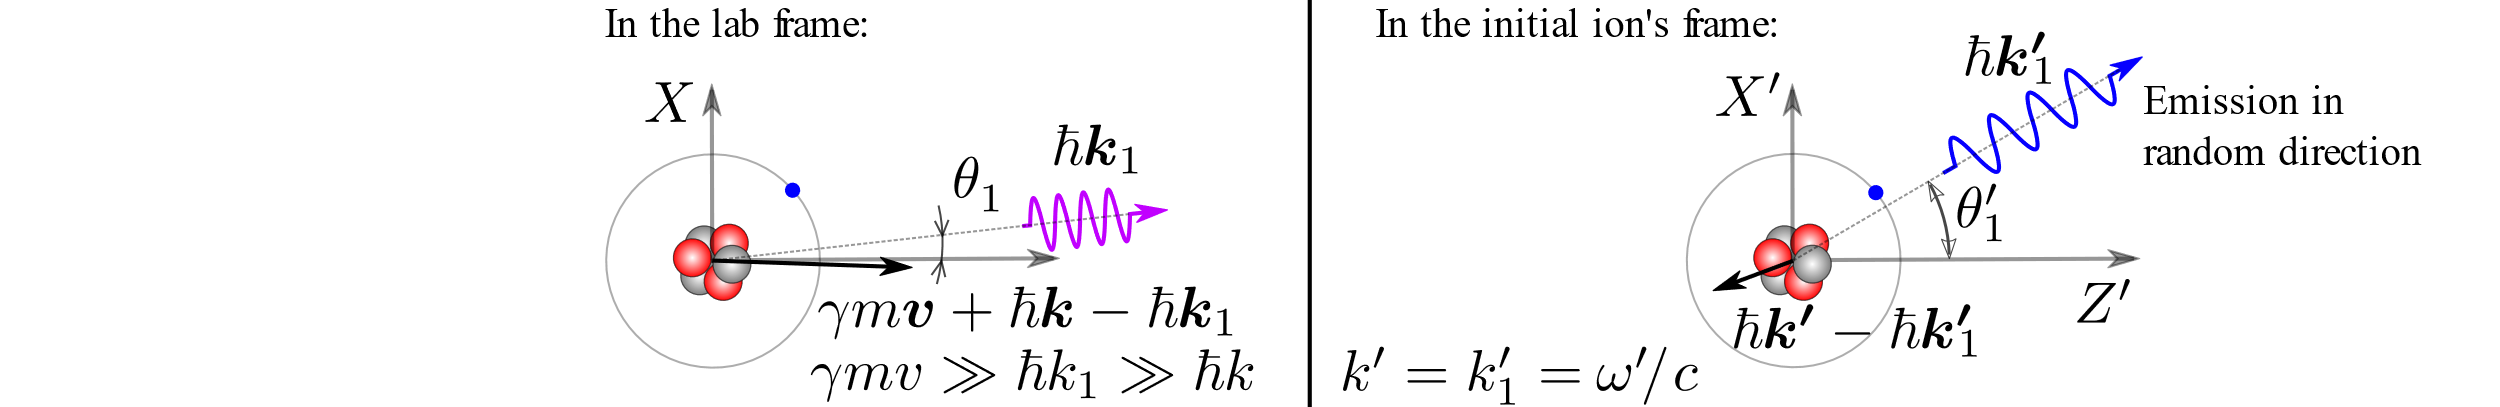 In the lab frame:
X
θ₁
ħk₁
γmv + ħk − ħk₁
γmv ≫ ħk₁ ≫ ħk
In the initial ion's frame:
X′
ħk′₁
Emission in
random direction
θ′₁
Z′
ħk′ − ħk′₁
k′ = k′₁ = ω′/c